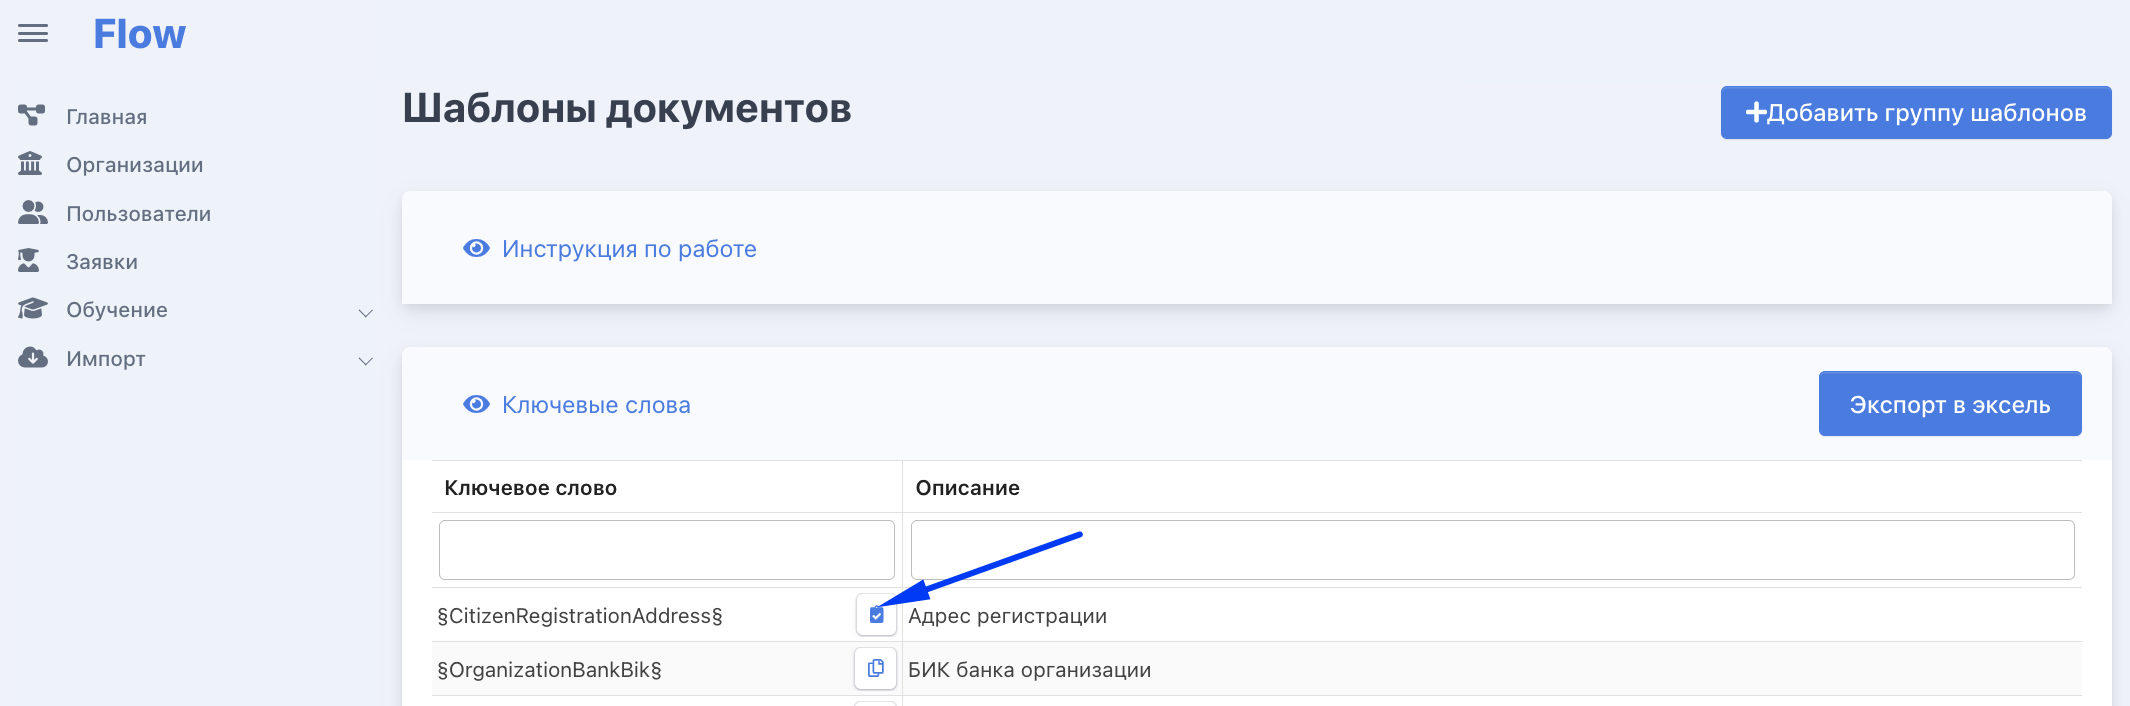 Flow
Главная
Организации
Пользователи
Заявки
Обучение
Импорт
Шаблоны документов
Добавить группу шаблонов
Инструкция по работе
Ключевые слова
Экспорт в эксель
Ключевое слово Описание
§CitizenRegistrationAddress§ Адрес регистрации
§OrganizationBankBik§ БИК банка организации